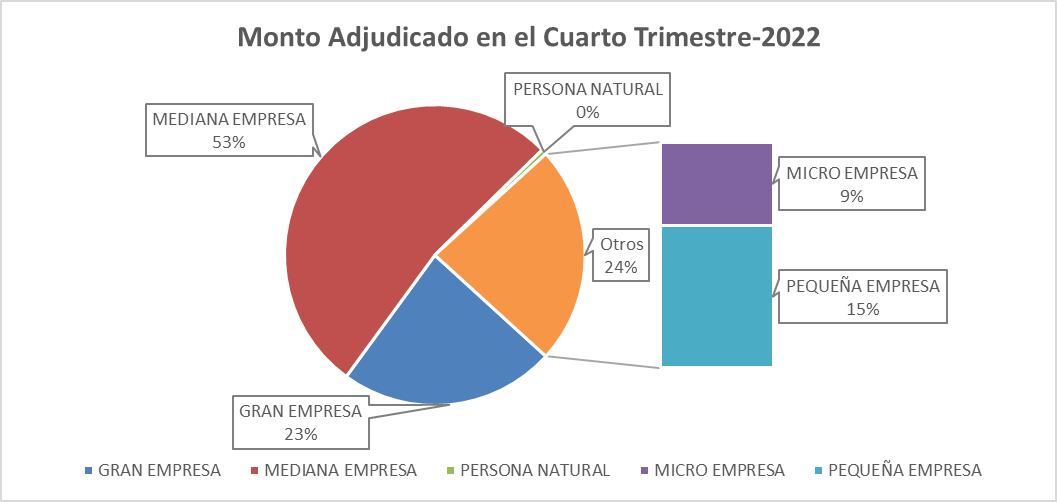 Monto Adjudicado en el Cuarto Trimestre-2022
PERSONA NATURAL
0%
MEDIANA EMPRESA
53%
MICRO EMPRESA
9%
Otros
24%
PEQUEÑA EMPRESA
15%
GRAN EMPRESA
23%
GRAN EMPRESA
MEDIANA EMPRESA
PERSONA NATURAL
MICRO EMPRESA
PEQUEÑA EMPRESA